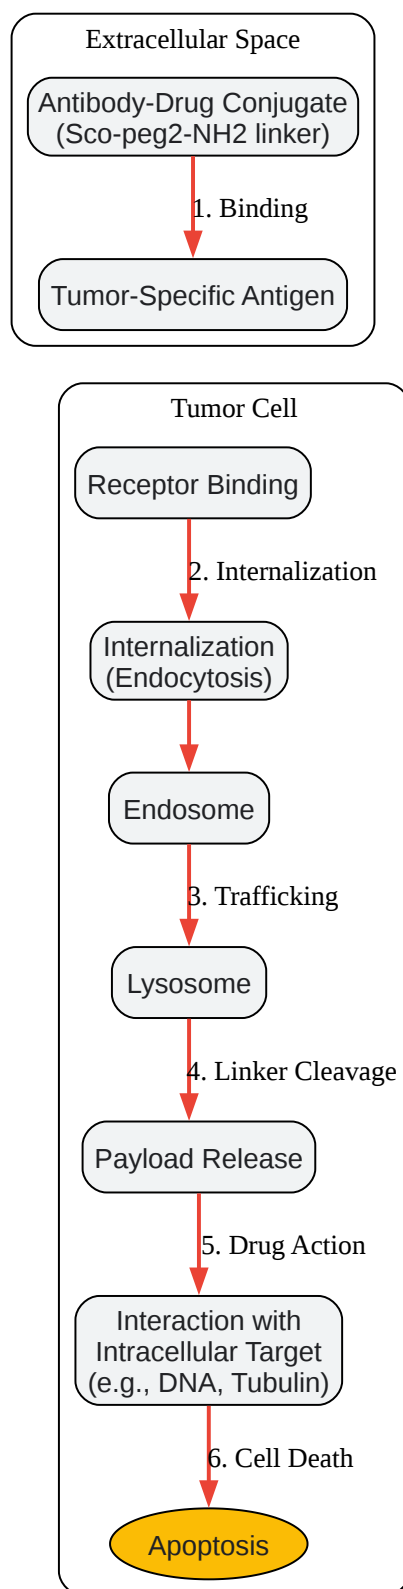 Extracellular Space
Antibody-Drug Conjugate
(Sco-peg2-NH2 linker)
1. Binding
Tumor-Specific Antigen
Tumor Cell
Receptor Binding
2. Internalization
Internalization
(Endocytosis)
Endosome
3. Trafficking
Lysosome
4. Linker Cleavage
Payload Release
5. Drug Action
Interaction with
Intracellular Target
(e.g., DNA, Tubulin)
6. Cell Death
Apoptosis